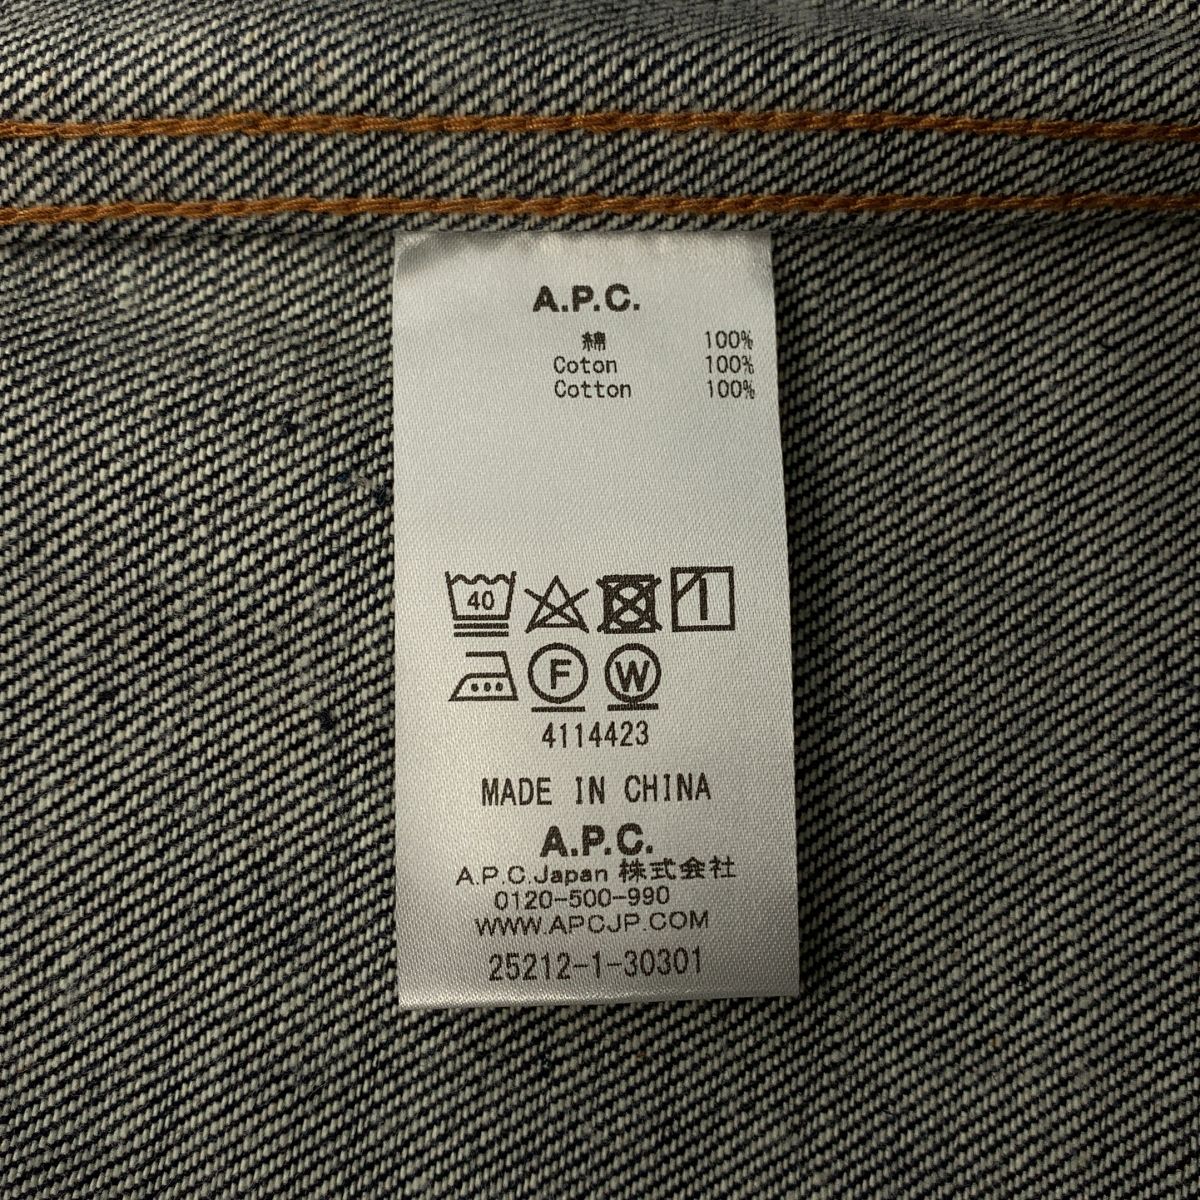 A.P.C.
綿 100%
Coton 100%
Cotton 100%
40
F W
4114423
MADE IN CHINA
A.P.C.
A.P.C.Japan 株式会社
0120-500-990
WWW.APCJP.COM
25212-1-30301